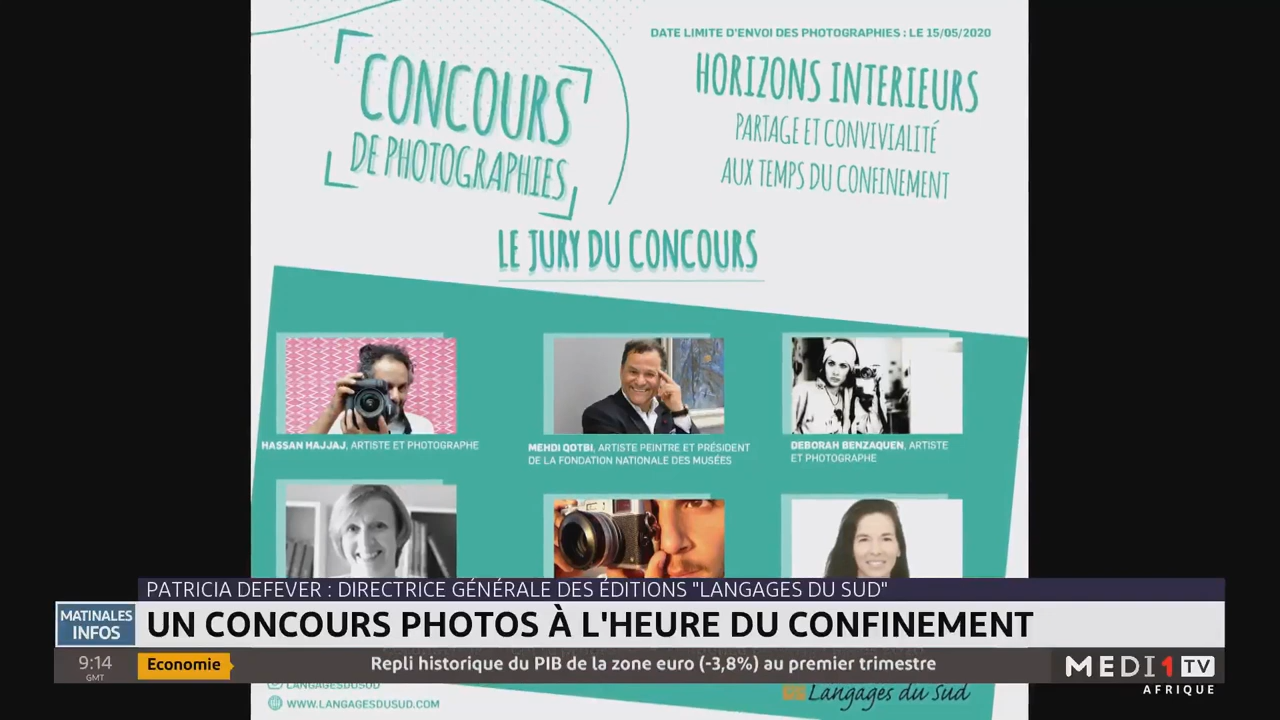 DATE LIMITE D'ENVOI DES PHOTOGRAPHIES : LE 15/05/2020
CONCOURS
DE PHOTOGRAPHIES
HORIZONS INTERIEURS
PARTAGE ET CONVIVIALITÉ
AUX TEMPS DU CONFINEMENT
LE JURY DU CONCOURS
HASSAN HAJJAJ, ARTISTE ET PHOTOGRAPHE
MEHDI QOTBI, ARTISTE PEINTRE ET PRÉSIDENT
DE LA FONDATION NATIONALE DES MUSÉES
DEBORAH BENZAQUEN, ARTISTE
ET PHOTOGRAPHE
PATRICIA DEFEVER : DIRECTRICE GÉNÉRALE DES ÉDITIONS "LANGAGES DU SUD"
MATINALES
INFOS
UN CONCOURS PHOTOS À L'HEURE DU CONFINEMENT
9:14
GMT
Economie
Repli historique du PIB de la zone euro (-3,8%) au premier trimestre
MEDI1TV
AFRIQUE
LANGAGESDUSUD
WWW.LANGAGESDUSUD.COM
Langages du Sud